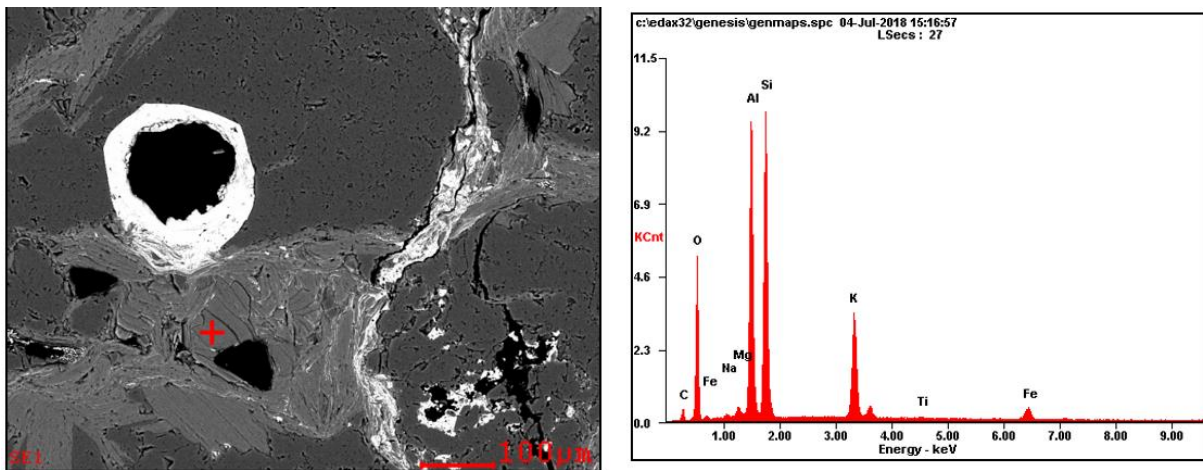 SE1
100µm
c:\edax32\genesis\genmaps.spc 04-Jul-2018 15:16:57
LSecs : 27
11.5
9.2
6.9
KCnt
4.6
2.3
0.0
C
O
Fe
Na
Mg
Al
Si
K
Ti
Fe
1.00 2.00 3.00 4.00 5.00 6.00 7.00 8.00 9.00
Energy - keV